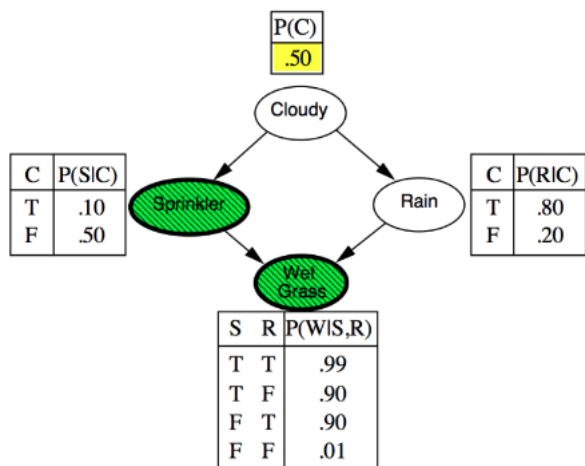 P(C)
.50
Cloudy
C P(S|C)
T .10
F .50
Sprinkler
Rain
C P(R|C)
T .80
F .20
Wet
Grass
S R P(W|S,R)
T T .99
T F .90
F T .90
F F .01